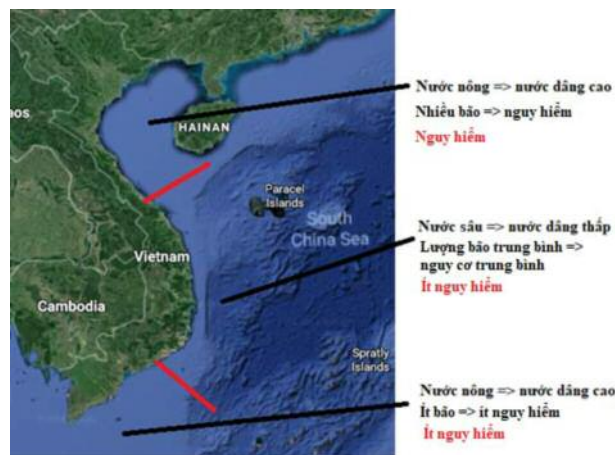 HAINAN
Paracel
Islands
South
China Sea
Vietnam
Cambodia
Spratly
Islands
Nước nông => nước dâng cao
Nhiều bão => nguy hiểm
Nguy hiểm
Nước sâu => nước dâng thấp
Lượng bão trung bình =>
nguy cơ trung bình
Ít nguy hiểm
Nước nông => nước dâng cao
Ít bão => ít nguy hiểm
Ít nguy hiểm